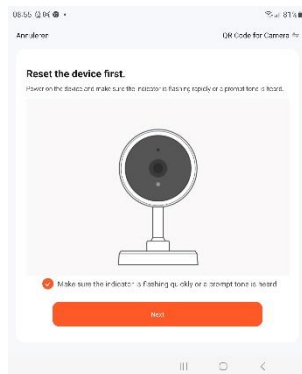 08:55
81%
Annuleren
QR Code for Camera
Reset the device first.
Power on the device and make sure the indicator is flashing rapidly or a prompt tone is heard.
Make sure the indicator is flashing quickly or a prompt tone is heard
Next